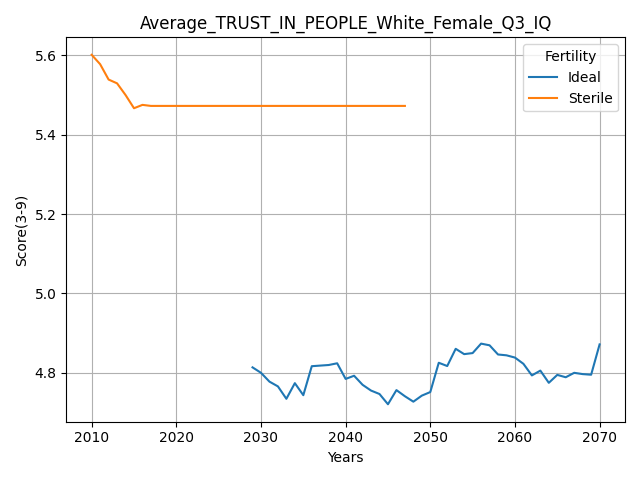 Average_TRUST_IN_PEOPLE_White_Female_Q3_IQ
Fertility
Ideal
Sterile
5.6
5.4
5.2
5.0
4.8
Score(3-9)
2010 2020 2030 2040 2050 2060 2070
Years